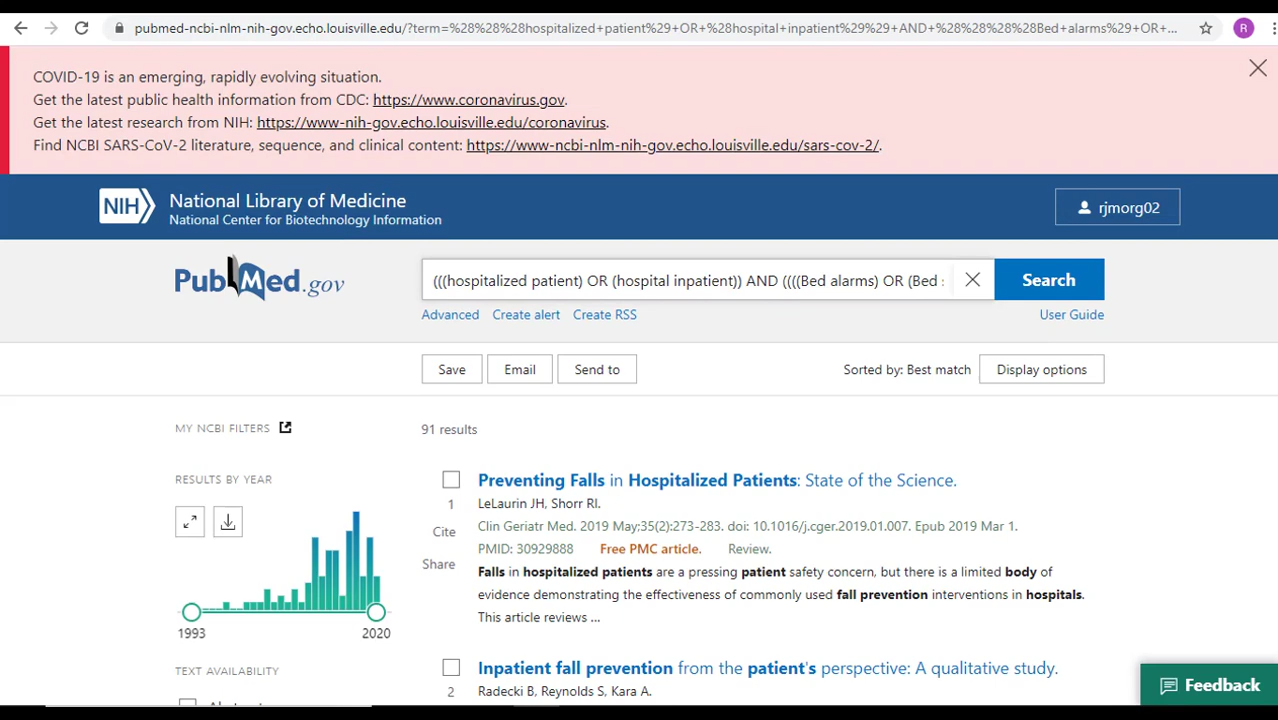 pubmed-ncbi-nlm-nih-gov.echo.louisville.edu/?term=%28%28%28hospitalized+patient%29+OR+%28hospital+inpatient%29%29+AND+%28%28%28%28Bed+alarms%29+OR+...
R
COVID-19 is an emerging, rapidly evolving situation.
Get the latest public health information from CDC: https://www.coronavirus.gov.
Get the latest research from NIH: https://www-nih-gov.echo.louisville.edu/coronavirus.
Find NCBI SARS-CoV-2 literature, sequence, and clinical content: https://www-ncbi-nlm-nih-gov.echo.louisville.edu/sars-cov-2/.
NIH National Library of Medicine
National Center for Biotechnology Information
rjmorg02
PubMed.gov
(((hospitalized patient) OR (hospital inpatient)) AND ((((Bed alarms) OR (Bed
Search
Advanced Create alert Create RSS
User Guide
Save Email Send to
Sorted by: Best match Display options
MY NCBI FILTERS
91 results
RESULTS BY YEAR
1993 2020
TEXT AVAILABILITY
Preventing Falls in Hospitalized Patients: State of the Science.
1
LeLaurin JH, Shorr RI.
Cite
Clin Geriatr Med. 2019 May;35(2):273-283. doi: 10.1016/j.cger.2019.01.007. Epub 2019 Mar 1.
PMID: 30929888 Free PMC article. Review.
Share
Falls in hospitalized patients are a pressing patient safety concern, but there is a limited body of
evidence demonstrating the effectiveness of commonly used fall prevention interventions in hospitals.
This article reviews ...
Inpatient fall prevention from the patient's perspective: A qualitative study.
2
Radecki B, Reynolds S, Kara A.
Feedback